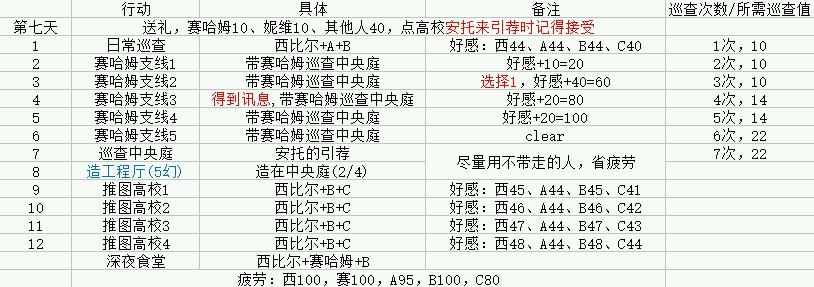 行动 具体 备注 巡查次数/所需巡查值
第七天 送礼，赛哈姆10、妮维10、其他人40，点高校安托来引荐时记得接受
1 日常巡查 西比尔+A+B 好感：西44、A44、B44、C40 1次，10
2 赛哈姆支线1 带赛哈姆巡查中央庭 好感+10=20 2次，10
3 赛哈姆支线2 带赛哈姆巡查中央庭 选择1，好感+40=60 3次，10
4 赛哈姆支线3 得到讯息,带赛哈姆巡查中央庭 好感+20=80 4次，14
5 赛哈姆支线4 带赛哈姆巡查中央庭 好感+20=100 5次，14
6 赛哈姆支线5 带赛哈姆巡查中央庭 clear 6次，22
7 巡查中央庭 安托的引荐 尽量用不带走的人，省疲劳 7次，22
8 造工程厅(5幻) 造在中央庭(2/4)
9 推图高校1 西比尔+B+C 好感：西45、A44、B45、C41
10 推图高校2 西比尔+B+C 好感：西46、A44、B46、C42
11 推图高校3 西比尔+B+C 好感：西47、A44、B47、C43
12 推图高校4 西比尔+B+C 好感：西48、A44、B48、C44
深夜食堂 西比尔+赛哈姆+B
疲劳：西100，赛100，A95，B100，C80